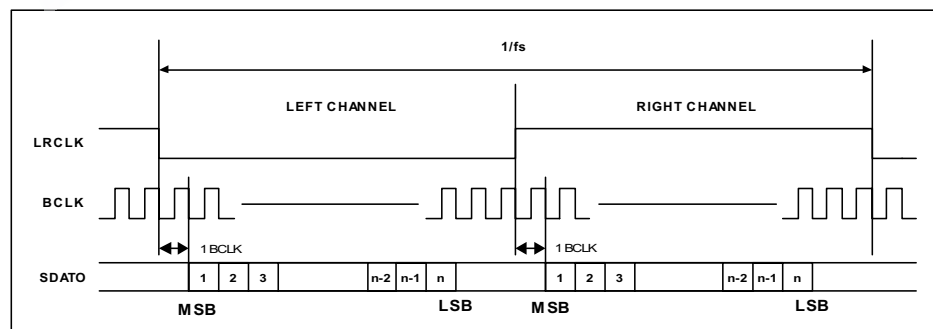 1/fs
LEFT CHANNEL RIGHT CHANNEL
LRCLK
BCLK
1 BCLK 1 BCLK
SDATO 1 2 3 n-2 n-1 n 1 2 3 n-2 n-1 n
MSB LSB MSB LSB